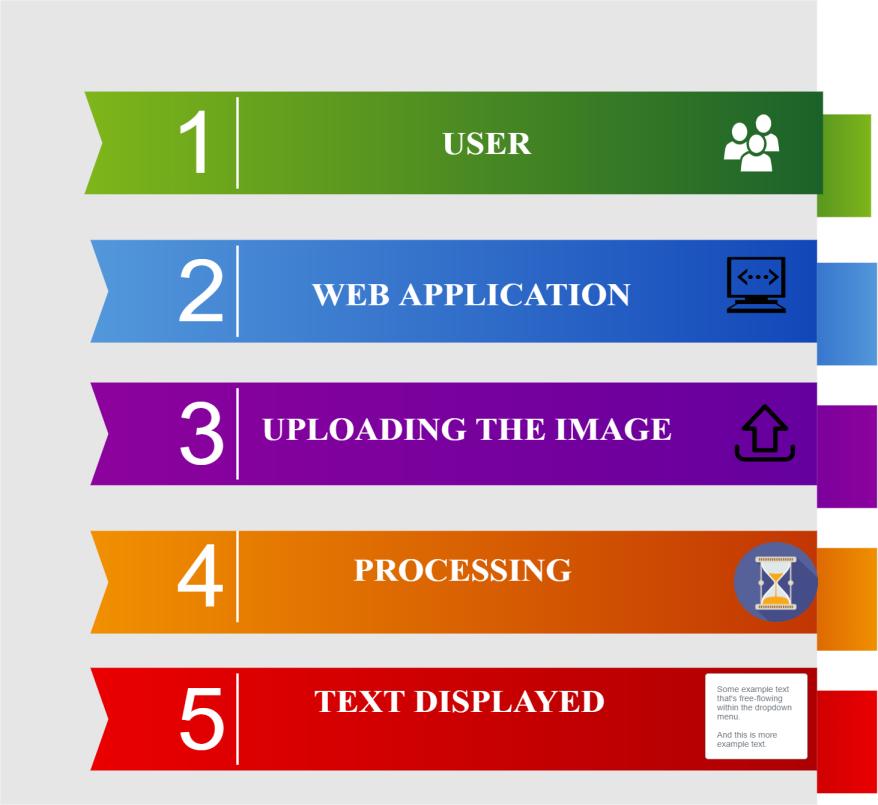 1
USER
2
WEB APPLICATION
3
UPLOADING THE IMAGE
4
PROCESSING
5
TEXT DISPLAYED
Some example text
that's free-flowing
within the dropdown
menu.
And this is more
example text.